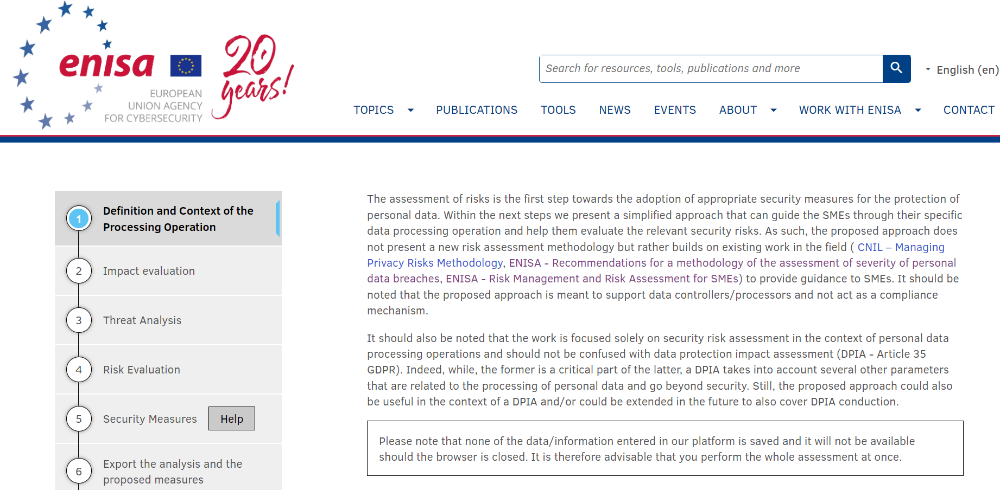 enisa
EUROPEAN
UNION AGENCY
FOR CYBERSECURITY
20
years!
Search for resources, tools, publications and more
English (en)
TOPICS PUBLICATIONS TOOLS NEWS EVENTS ABOUT WORK WITH ENISA CONTACT
1
Definition and Context of the
Processing Operation
2
Impact evaluation
3
Threat Analysis
4
Risk Evaluation
5
Security Measures Help
6
Export the analysis and the
proposed measures
The assessment of risks is the first step towards the adoption of appropriate security measures for the protection of
personal data. Within the next steps we present a simplified approach that can guide the SMEs through their specific
data processing operation and help them evaluate the relevant security risks. As such, the proposed approach does
not present a new risk assessment methodology but rather builds on existing work in the field ( CNIL – Managing
Privacy Risks Methodology, ENISA - Recommendations for a methodology of the assessment of severity of personal
data breaches, ENISA - Risk Management and Risk Assessment for SMEs) to provide guidance to SMEs. It should be
noted that the proposed approach is meant to support data controllers/processors and not act as a compliance
mechanism.
It should also be noted that the work is focused solely on security risk assessment in the context of personal data
processing operations and should not be confused with data protection impact assessment (DPIA - Article 35
GDPR). Indeed, while, the former is a critical part of the latter, a DPIA takes into account several other parameters
that are related to the processing of personal data and go beyond security. Still, the proposed approach could also
be useful in the context of a DPIA and/or could be extended in the future to also cover DPIA conduction.
Please note that none of the data/information entered in our platform is saved and it will not be available
should the browser is closed. It is therefore advisable that you perform the whole assessment at once.